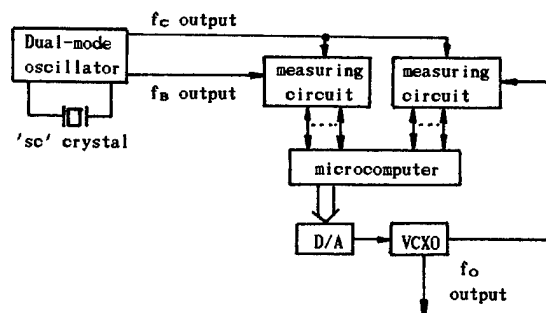 fc output
Dual-mode
oscillator
fB output
'sc' crystal
measuring
circuit
measuring
circuit
microcomputer
D/A
VCXO
fo
output